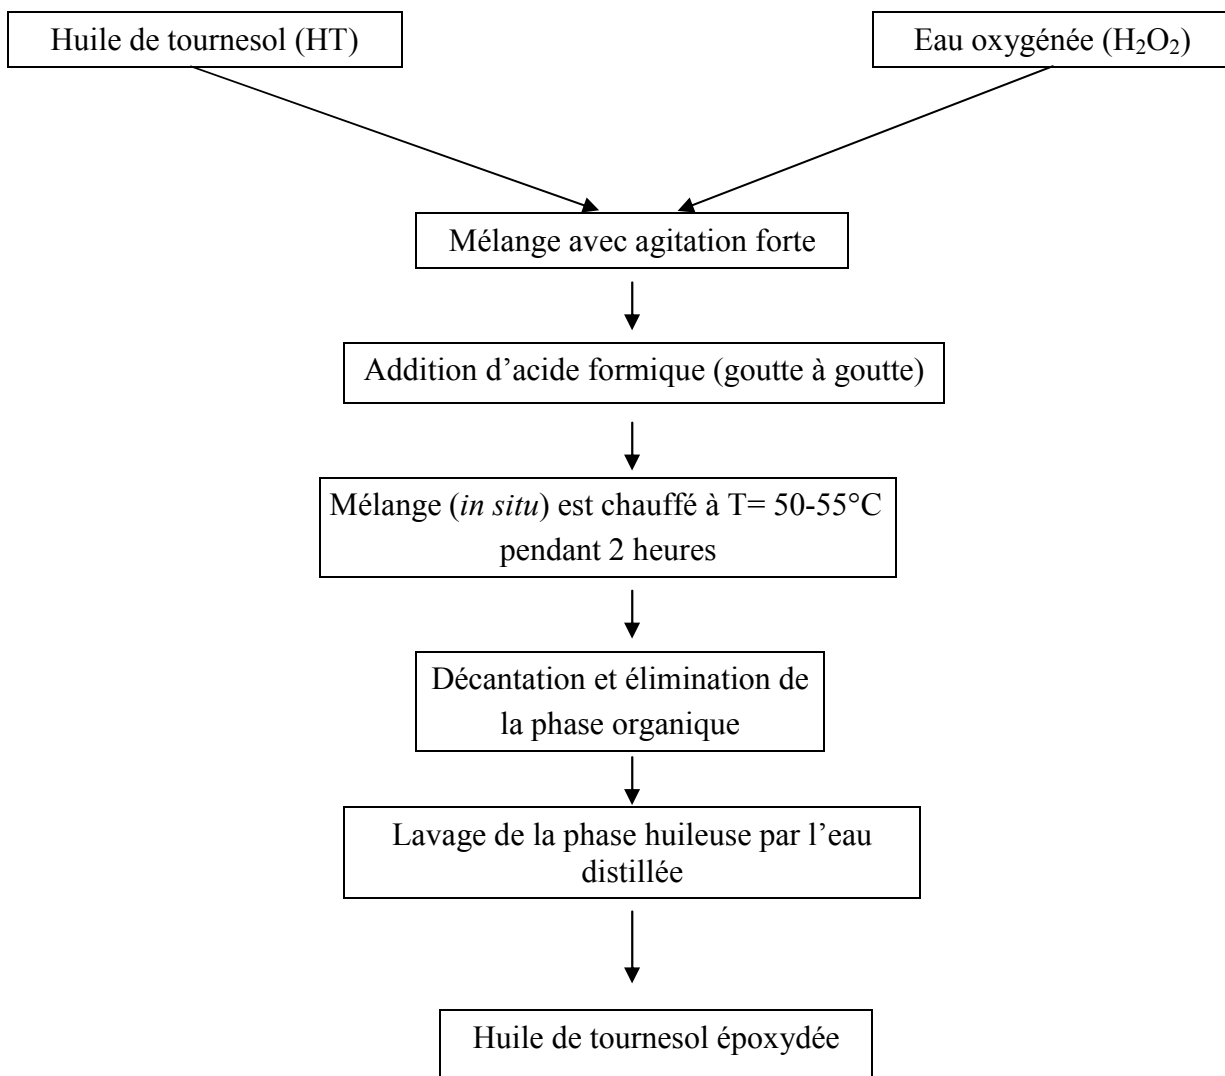 Huile de tournesol (HT)
Eau oxygénée (H₂O₂)
Mélange avec agitation forte
Addition d’acide formique (goutte à goutte)
Mélange (in situ) est chauffé à T= 50-55°C
pendant 2 heures
Décantation et élimination de
la phase organique
Lavage de la phase huileuse par l’eau
distillée
Huile de tournesol époxydée